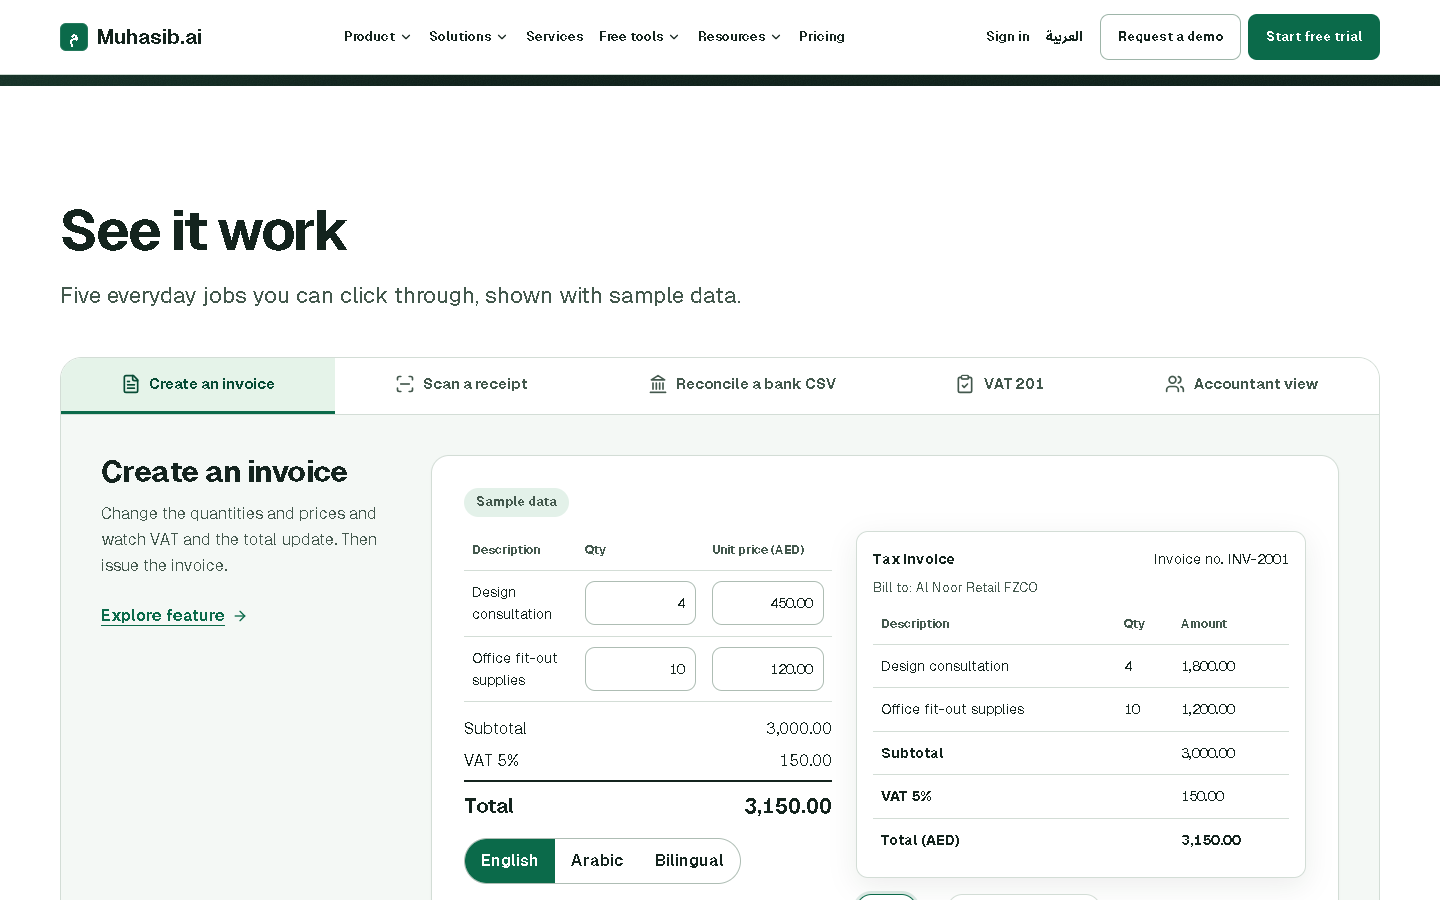 م Muhasib.ai
Product Solutions Services Free tools Resources Pricing
Sign in العربية Request a demo Start free trial
See it work
Five everyday jobs you can click through, shown with sample data.
Create an invoice Scan a receipt Reconcile a bank CSV VAT 201 Accountant view
Create an invoice
Change the quantities and prices and
watch VAT and the total update. Then
issue the invoice.
Explore feature →
Sample data
Description Qty Unit price (AED)
Design
consultation 4 450.00
Office fit-out
supplies 10 120.00
Subtotal 3,000.00
VAT 5% 150.00
Total 3,150.00
English Arabic Bilingual
Tax Invoice Invoice no. INV-2001
Bill to: Al Noor Retail FZCO
Description Qty Amount
Design consultation 4 1,800.00
Office fit-out supplies 10 1,200.00
Subtotal 3,000.00
VAT 5% 150.00
Total (AED) 3,150.00